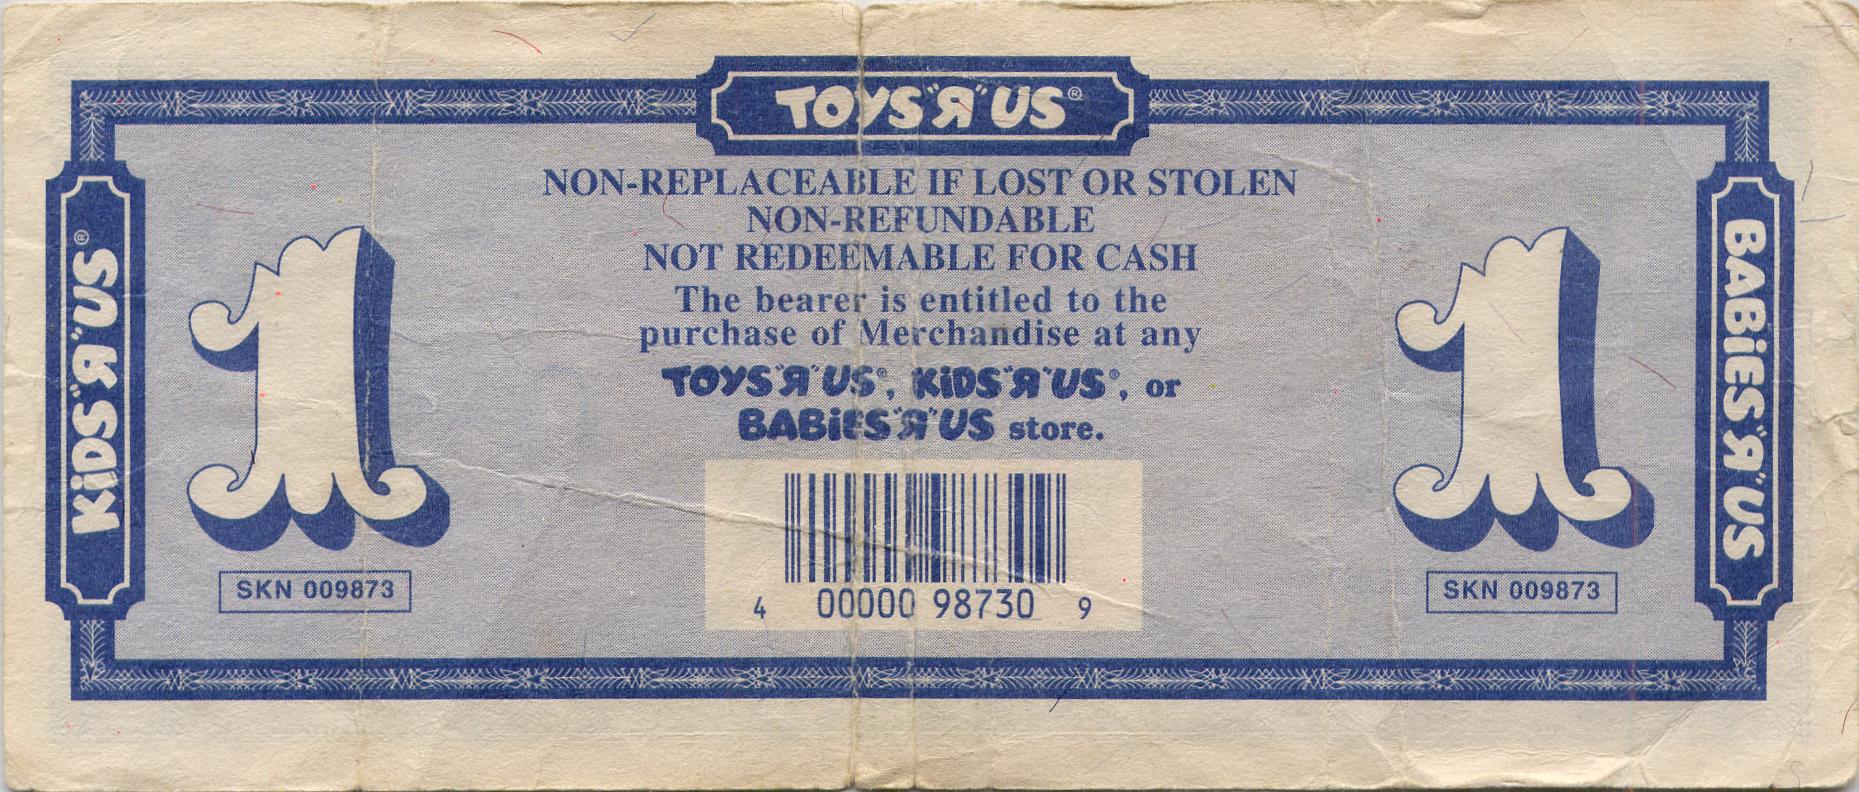 TOYS"R"US®
NON-REPLACEABLE IF LOST OR STOLEN
NON-REFUNDABLE
NOT REDEEMABLE FOR CASH
The bearer is entitled to the
purchase of Merchandise at any
TOYS"R"US®, KiDS"R"US®, or
BABiES"R"US store.
KiDS"R"US®
1
SKN 009873
4 00000 98730 9
1
SKN 009873
BABiES"R"US